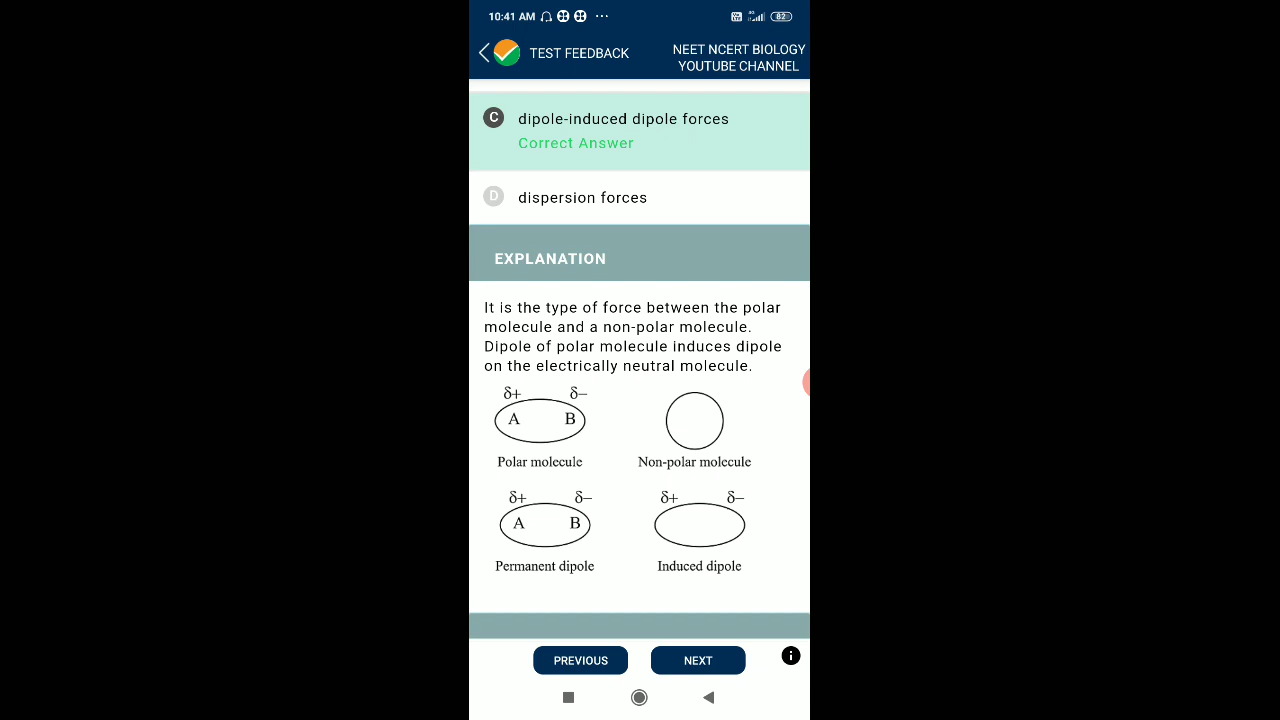 10:41 AM
82
TEST FEEDBACK
NEET NCERT BIOLOGY
YOUTUBE CHANNEL
C dipole-induced dipole forces
Correct Answer
D dispersion forces
EXPLANATION
It is the type of force between the polar
molecule and a non-polar molecule.
Dipole of polar molecule induces dipole
on the electrically neutral molecule.
δ+ δ−
A B
Polar molecule Non-polar molecule
δ+ δ− δ+ δ−
A B
Permanent dipole Induced dipole
PREVIOUS NEXT